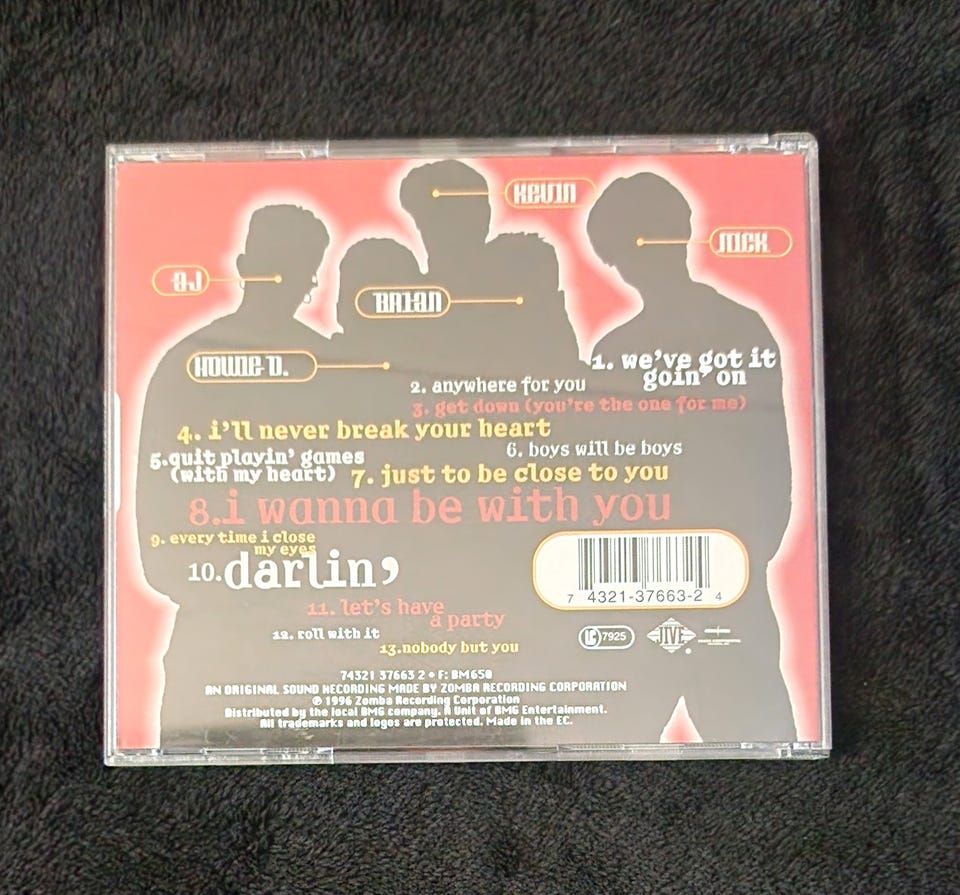 KEVIN
NICK
AJ
BRIAN
HOWIE D.
1. we've got it
goin' on
2. anywhere for you
3. get down (you're the one for me)
4. i'll never break your heart
5.quit playin' games
(with my heart)
6. boys will be boys
7. just to be close to you
8.i wanna be with you
9. every time i close
my eyes
10.darlin'
11. let's have
a party
12. roll with it
13.nobody but you
7 4321-37663-2 4
LC 7925
JIVE
74321 37663 2 • F: BM650
AN ORIGINAL SOUND RECORDING MADE BY ZOMBA RECORDING CORPORATION
℗ 1996 Zomba Recording Corporation
Distributed by the local BMG company. A Unit of BMG Entertainment.
All trademarks and logos are protected. Made in the EC.